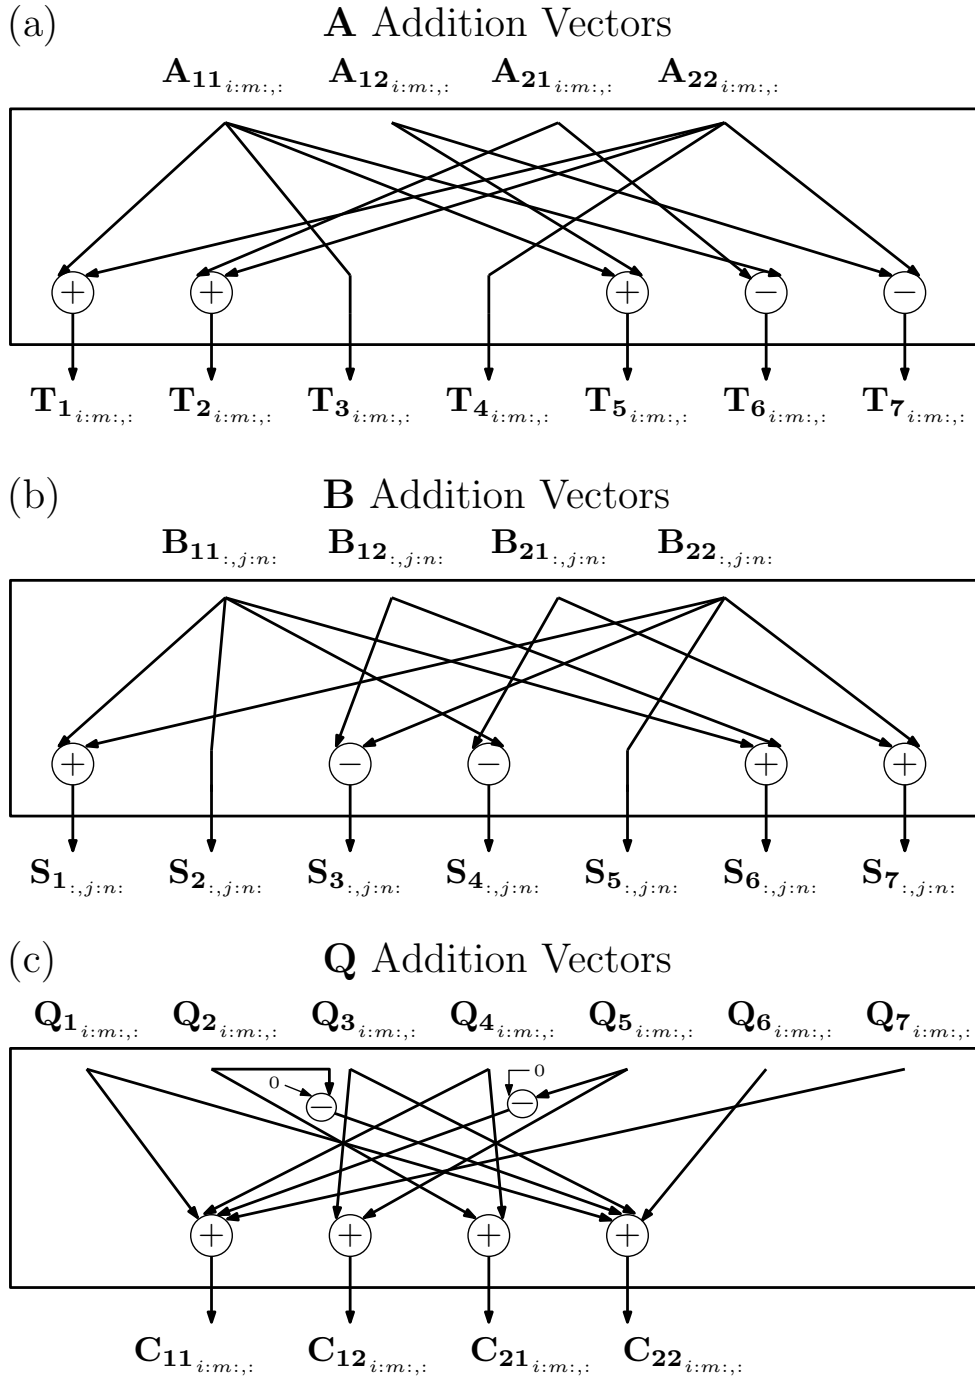 (a) A Addition Vectors
A11i:m:,: A12i:m:,: A21i:m:,: A22i:m:,:
+ + + − −
T1i:m:,: T2i:m:,: T3i:m:,: T4i:m:,: T5i:m:,: T6i:m:,: T7i:m:,:
(b) B Addition Vectors
B11:,j:n: B12:,j:n: B21:,j:n: B22:,j:n:
+ − − + +
S1:,j:n: S2:,j:n: S3:,j:n: S4:,j:n: S5:,j:n: S6:,j:n: S7:,j:n:
(c) Q Addition Vectors
Q1i:m:,: Q2i:m:,: Q3i:m:,: Q4i:m:,: Q5i:m:,: Q6i:m:,: Q7i:m:,:
0 − − 0
+ + + +
C11i:m:,: C12i:m:,: C21i:m:,: C22i:m:,: